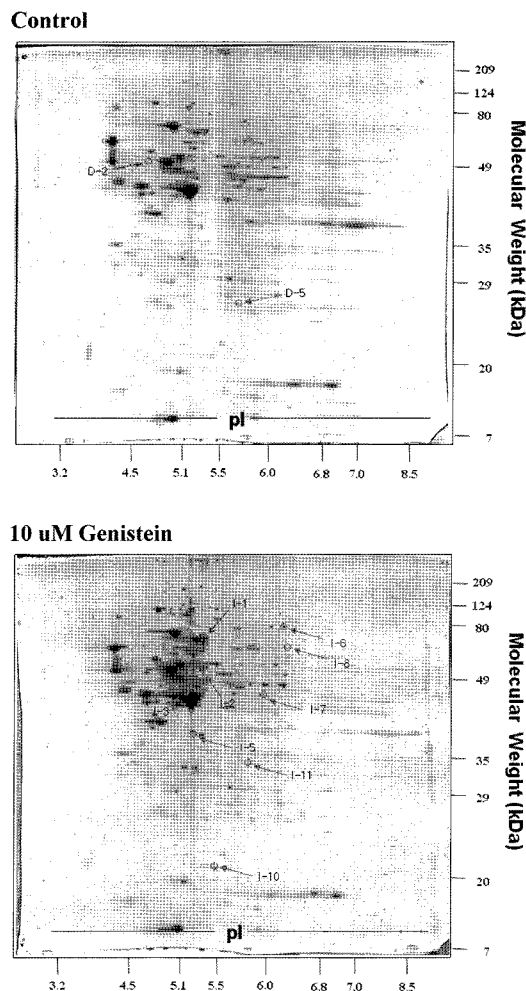 Control
209
124
80
D-2
49
35
D-5
29
20
pI
7
3.2 4.5 5.1 5.5 6.0 6.8 7.0 8.5
Molecular Weight (kDa)
10 uM Genistein
209
I-1
124
80
I-6
I-8
49
I-2
I-7
I-3
I-5
35
I-11
29
I-10
20
pI
7
3.2 4.5 5.1 5.5 6.0 6.8 7.0 8.5
Molecular Weight (kDa)